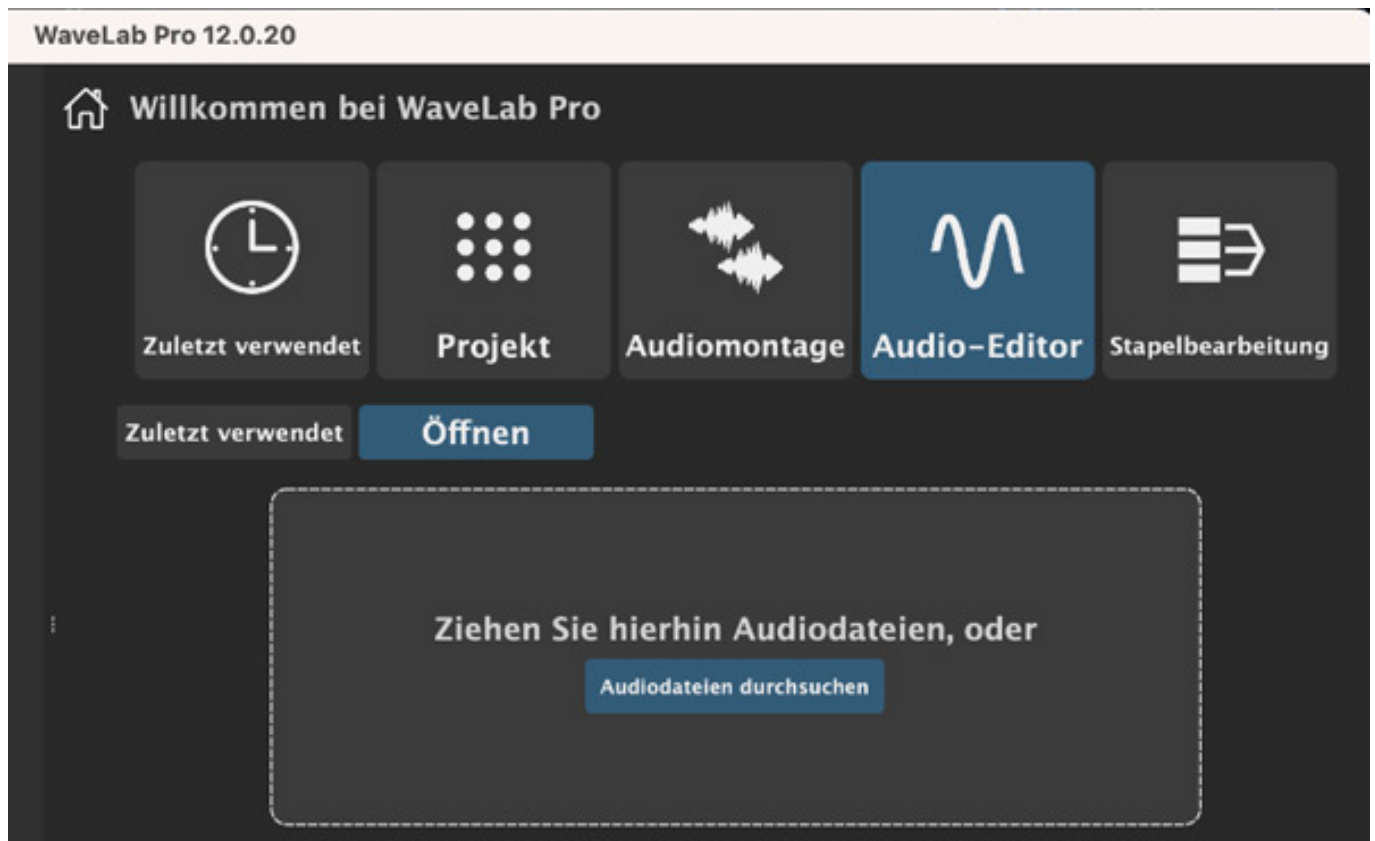 WaveLab Pro 12.0.20
Willkommen bei WaveLab Pro
Zuletzt verwendet
Projekt
Audiomontage
Audio-Editor
Stapelbearbeitung
Zuletzt verwendet
Öffnen
Ziehen Sie hierhin Audiodateien, oder
Audiodateien durchsuchen